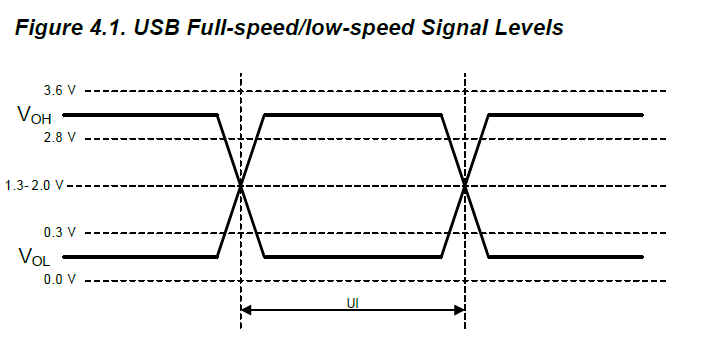 Figure 4.1. USB Full-speed/low-speed Signal Levels
3.6 V
VOH
2.8 V
1.3-2.0 V
0.3 V
VOL
0.0 V
UI